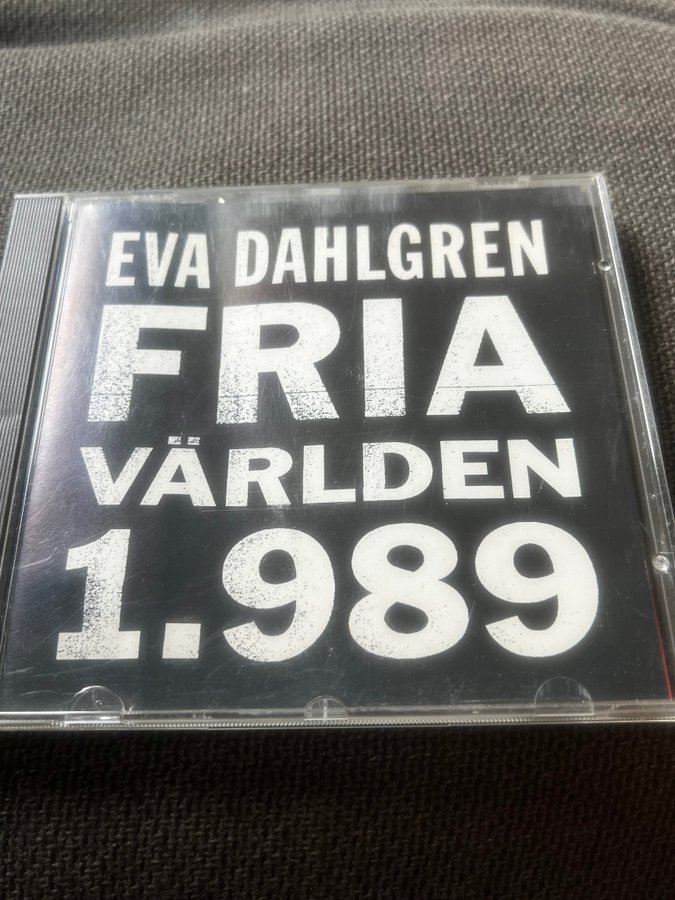 EVA DAHLGREN
FRIA
VÄRLDEN
1.989